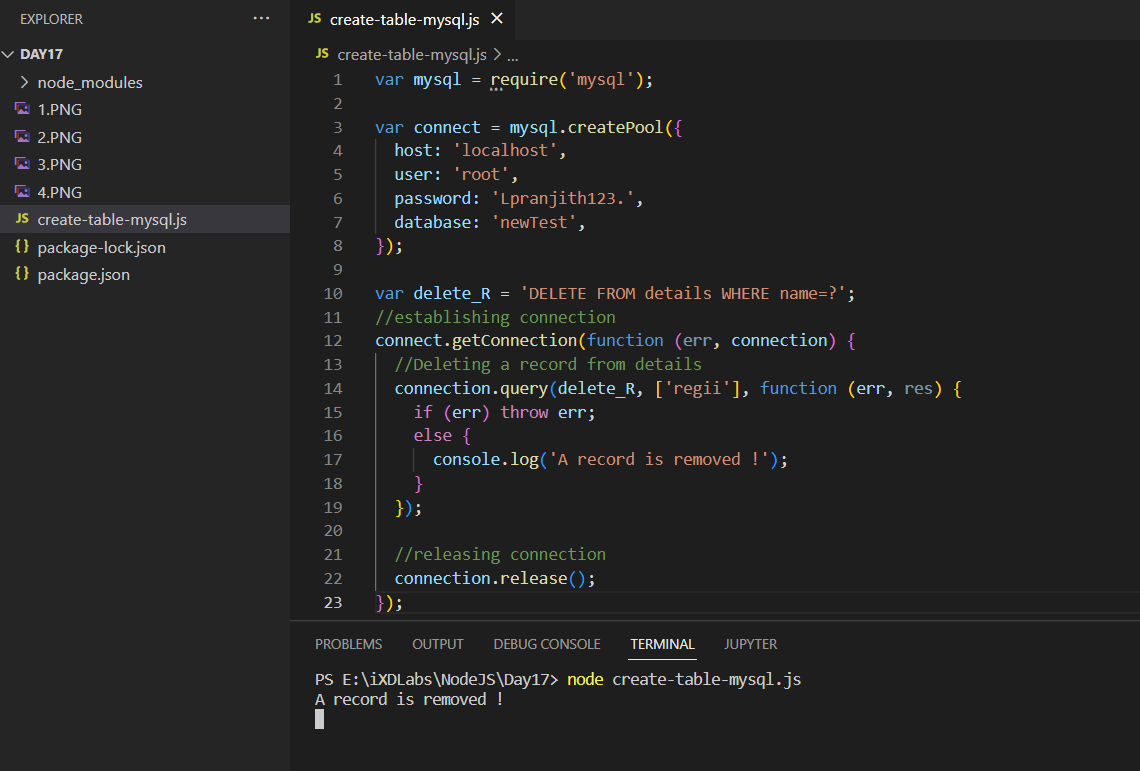 EXPLORER ...
DAY17
node_modules
1.PNG
2.PNG
3.PNG
4.PNG
JS create-table-mysql.js
{} package-lock.json
{} package.json
JS create-table-mysql.js ×
JS create-table-mysql.js > ...
1 var mysql = require('mysql');
2
3 var connect = mysql.createPool({
4   host: 'localhost',
5   user: 'root',
6   password: 'Lpranjith123.',
7   database: 'newTest',
8 });
9
10 var delete_R = 'DELETE FROM details WHERE name=?';
11 //establishing connection
12 connect.getConnection(function (err, connection) {
13   //Deleting a record from details
14   connection.query(delete_R, ['regii'], function (err, res) {
15     if (err) throw err;
16     else {
17       console.log('A record is removed !');
18     }
19   });
20
21   //releasing connection
22   connection.release();
23 });
PROBLEMS OUTPUT DEBUG CONSOLE TERMINAL JUPYTER
PS E:\iXDLabs\NodeJS\Day17> node create-table-mysql.js
A record is removed !